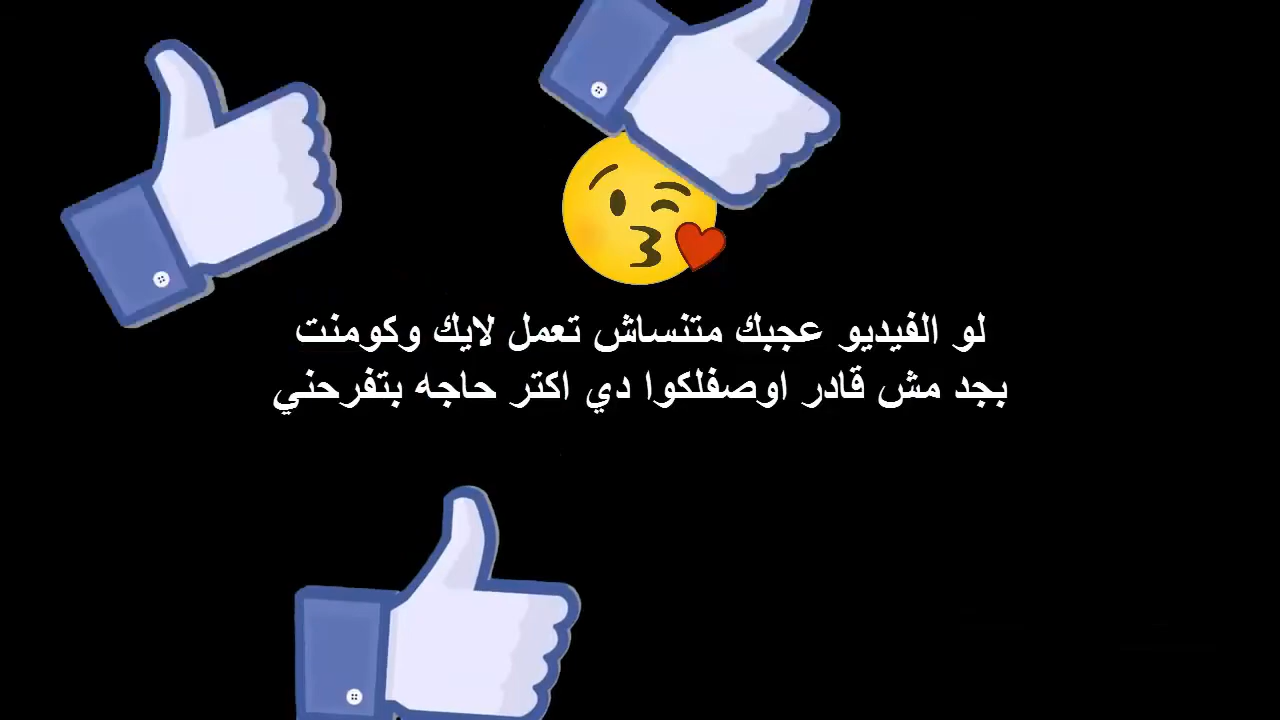 لو الفيديو عجبك متنساش تعمل لايك وكومنت
بجد مش قادر اوصفلكوا دي اكتر حاجه بتفرحني